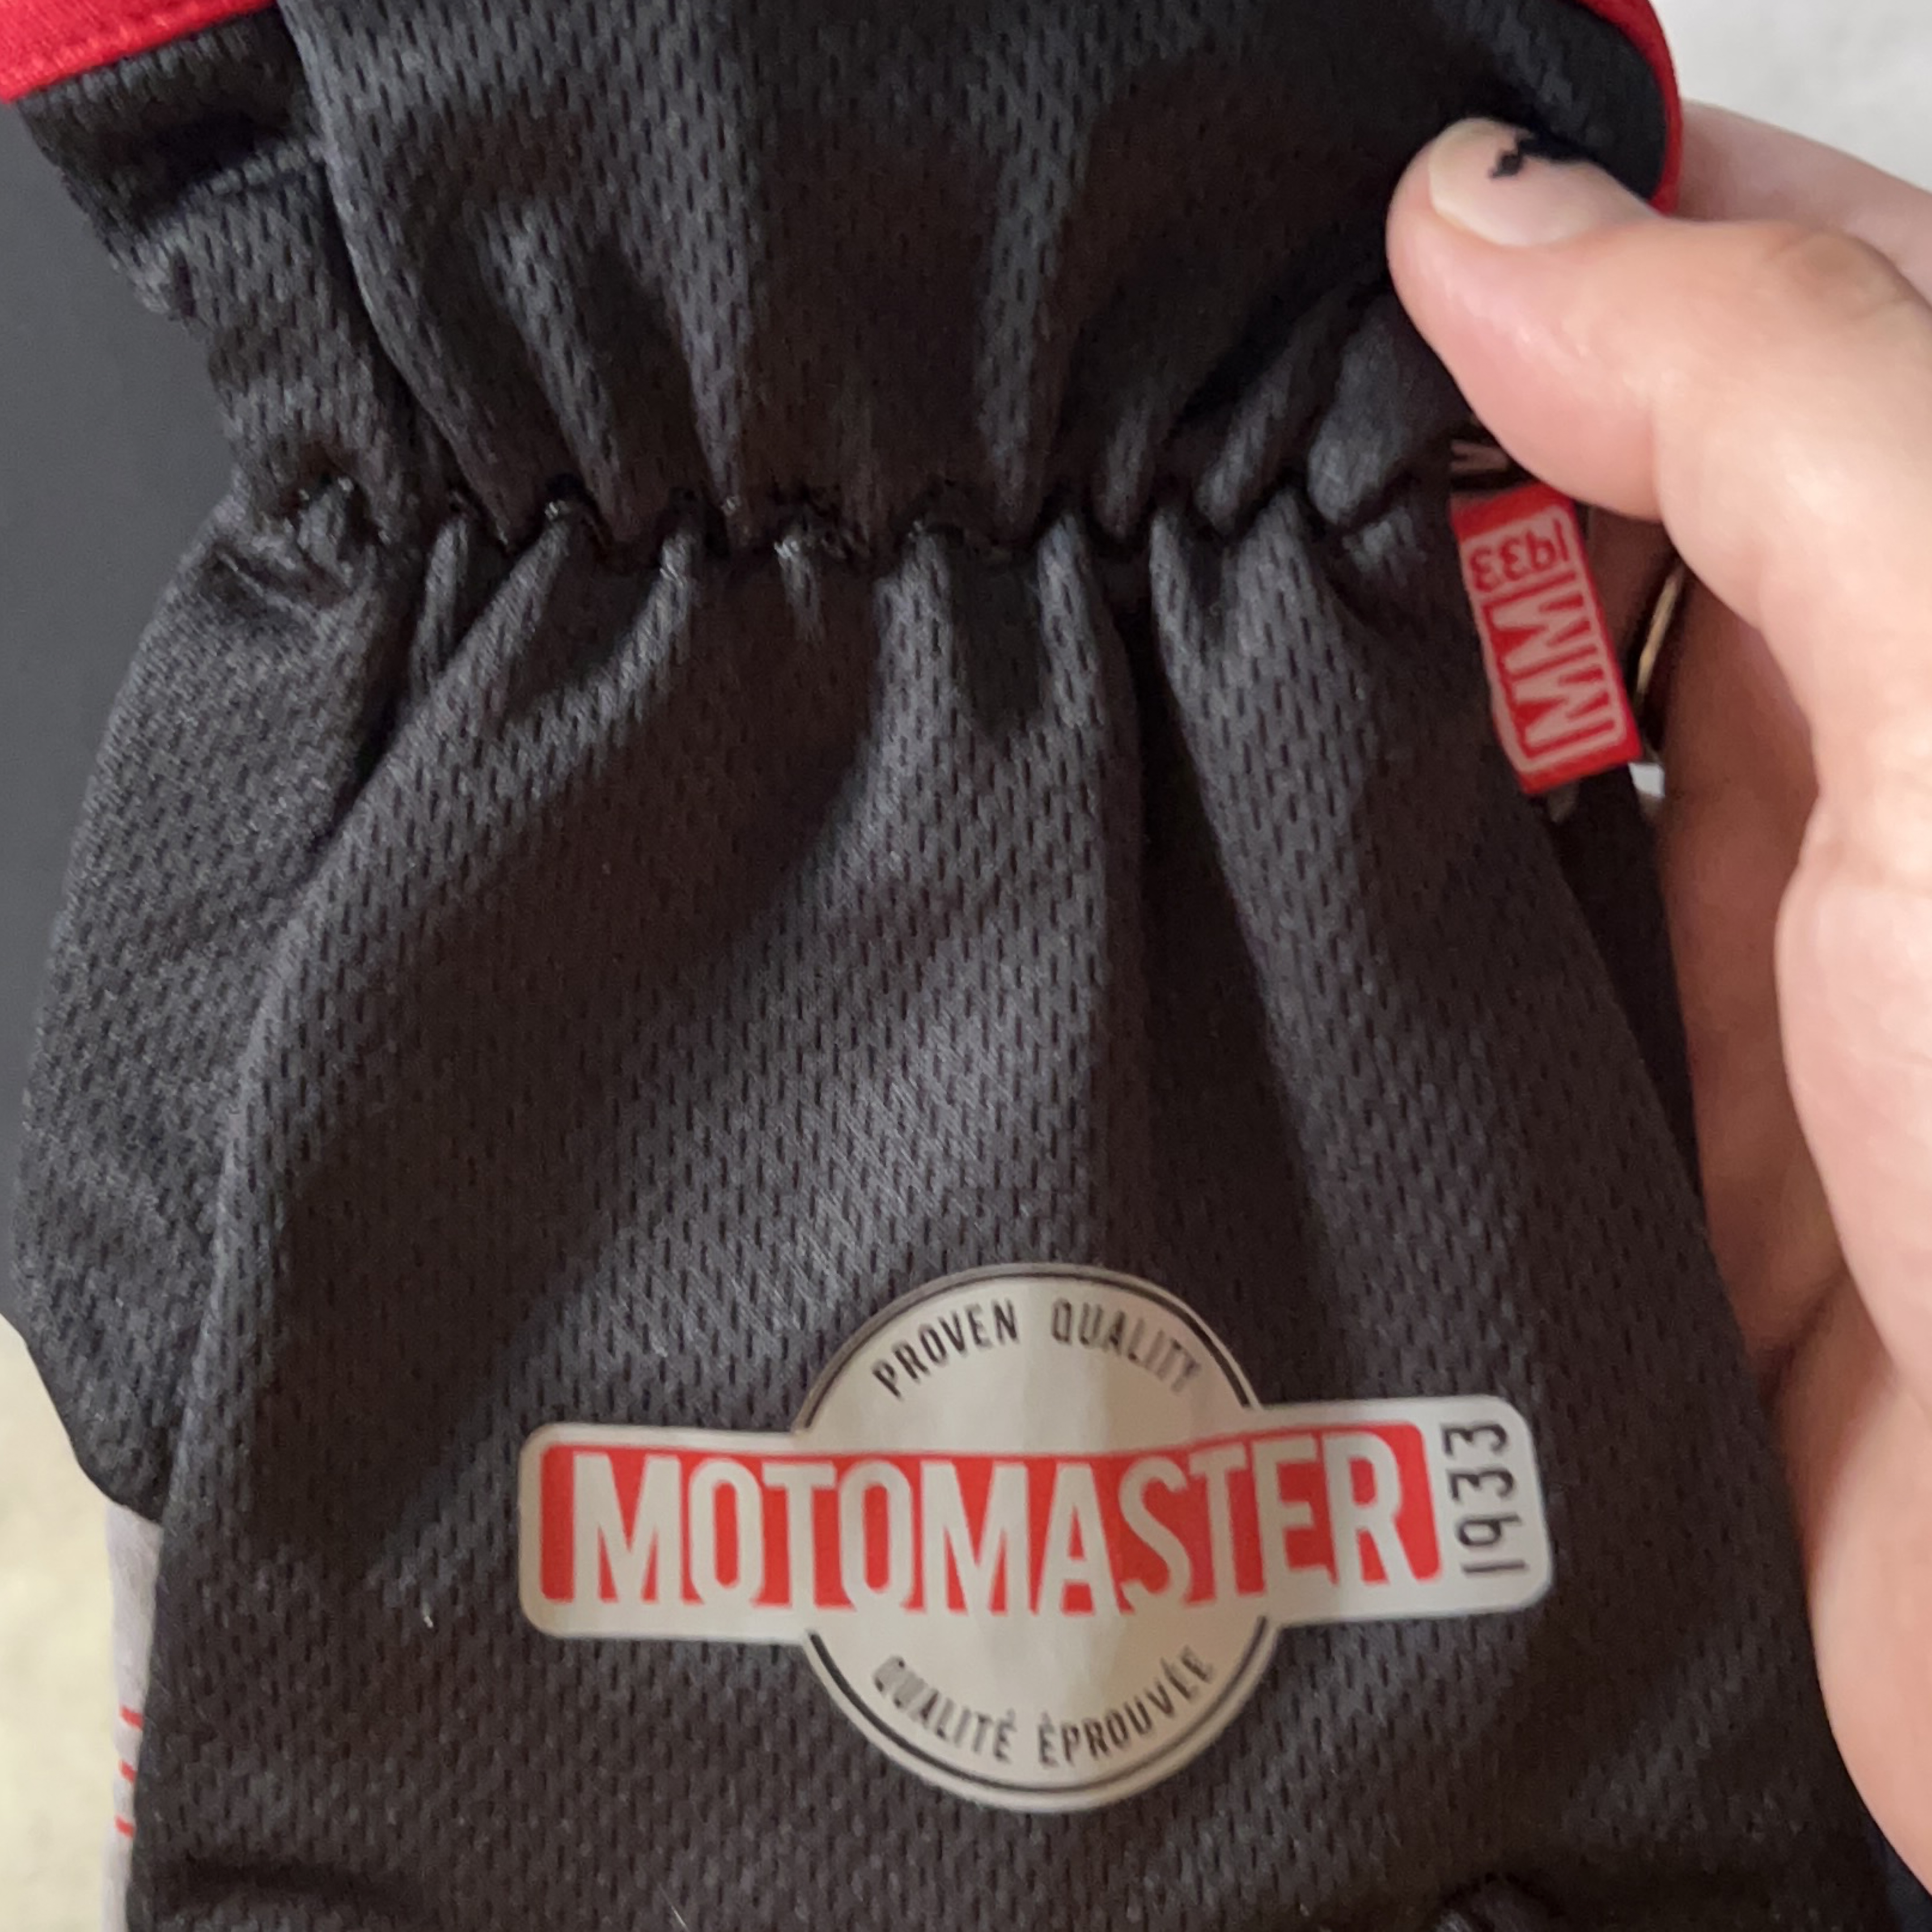 1933
MM
PROVEN QUALITY
MOTOMASTER
1933
QUALITÉ ÉPROUVÉE